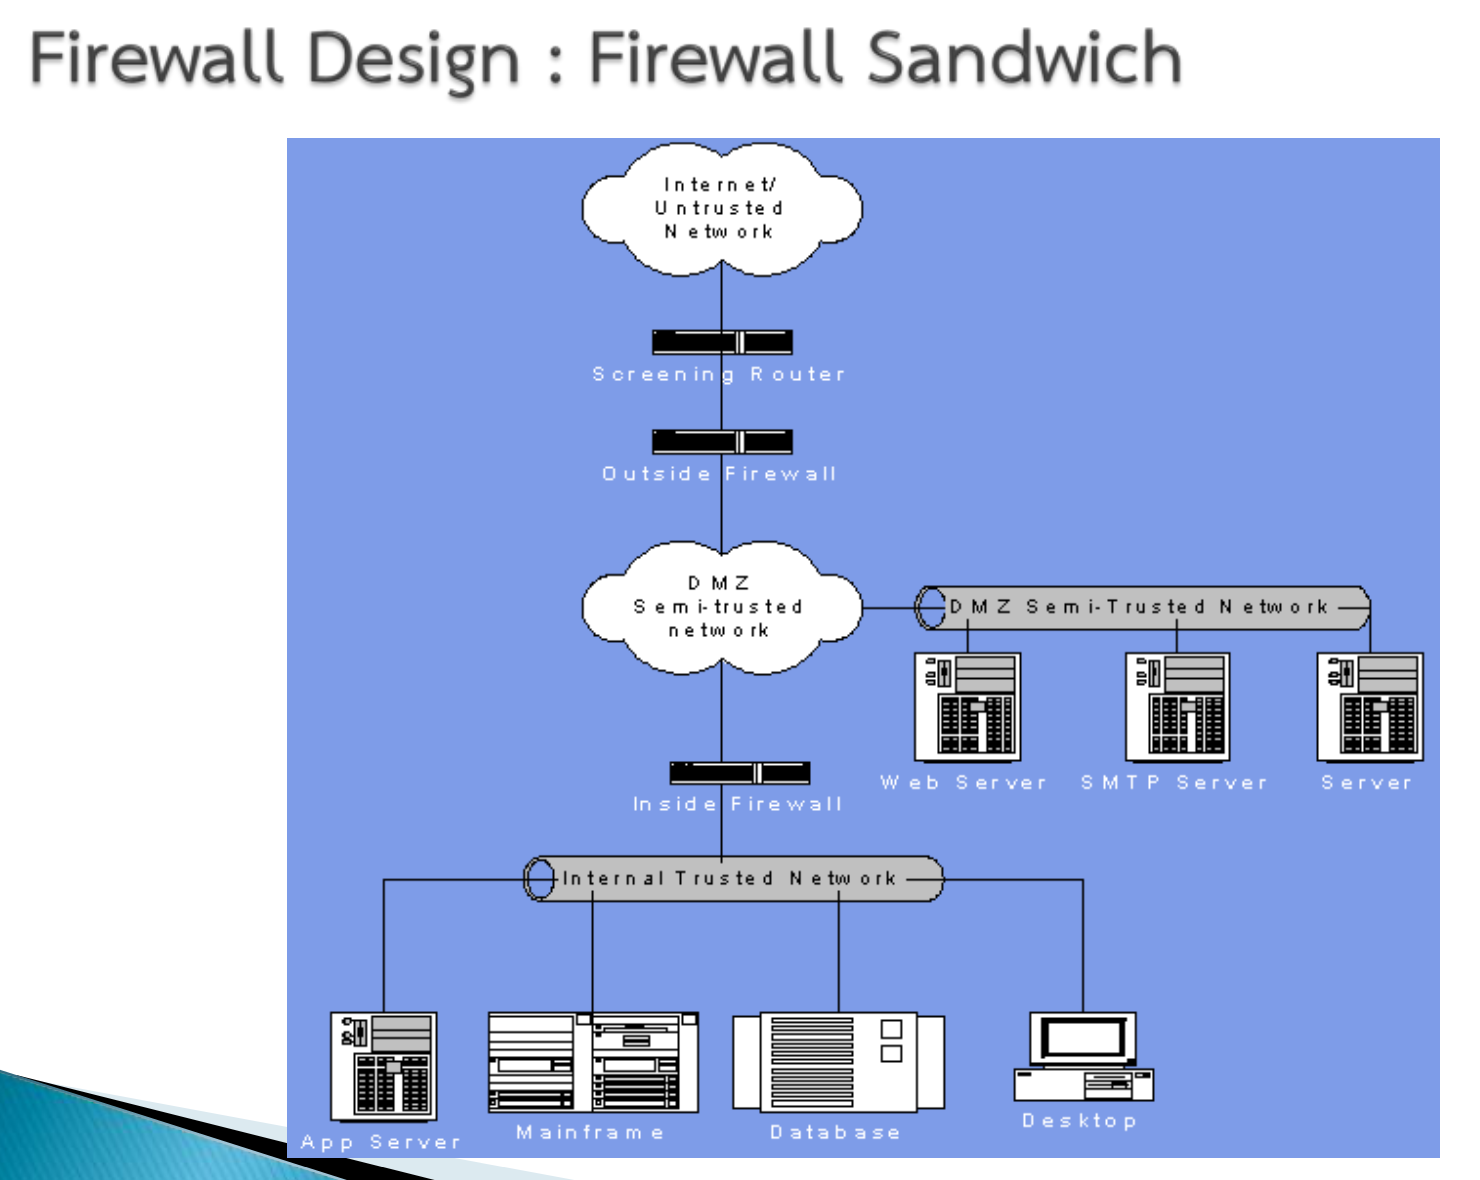 Firewall Design : Firewall Sandwich
Internet/
Untrusted
Network
Screening Router
Outside Firewall
DMZ
Semi-trusted
network
DMZ Semi-Trusted Network
Web Server
SMTP Server
Server
Inside Firewall
Internal Trusted Network
App Server
Mainframe
Database
Desktop